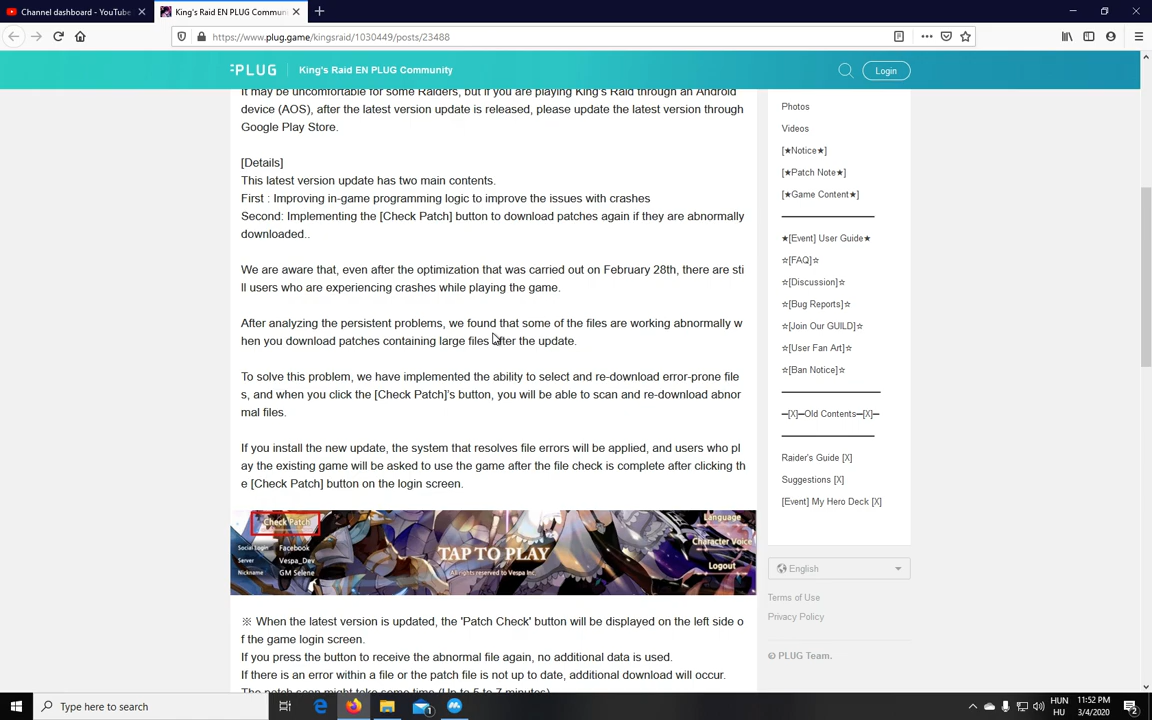 Channel dashboard - YouTube
King's Raid EN PLUG Communi
https://www.plug.game/kingsraid/1030449/posts/23488
PLUG
King's Raid EN PLUG Community
Login
It may be uncomfortable for some Raiders, but if you are playing King's Raid through an Android
device (AOS), after the latest version update is released, please update the latest version through
Google Play Store.
[Details]
This latest version update has two main contents.
First : Improving in-game programming logic to improve the issues with crashes
Second: Implementing the [Check Patch] button to download patches again if they are abnormally
downloaded..
We are aware that, even after the optimization that was carried out on February 28th, there are sti
ll users who are experiencing crashes while playing the game.
After analyzing the persistent problems, we found that some of the files are working abnormally w
hen you download patches containing large files after the update.
To solve this problem, we have implemented the ability to select and re-download error-prone file
s, and when you click the [Check Patch]'s button, you will be able to scan and re-download abnor
mal files.
If you install the new update, the system that resolves file errors will be applied, and users who pl
ay the existing game will be asked to use the game after the file check is complete after clicking th
e [Check Patch] button on the login screen.
Check Patch
Social Login Facebook
Server Vespa_Dev
Nickname GM Selene
TAP TO PLAY
All rights reserved to Vespa Inc.
Language
Character Voice
Logout
※ When the latest version is updated, the 'Patch Check' button will be displayed on the left side o
f the game login screen.
If you press the button to receive the abnormal file again, no additional data is used.
If there is an error within a file or the patch file is not up to date, additional download will occur.
The patch scan might take some time (Up to 5 to 7 minutes)
Photos
Videos
[★Notice★]
[★Patch Note★]
[★Game Content★]
★[Event] User Guide★
☆[FAQ]☆
☆[Discussion]☆
☆[Bug Reports]☆
☆[Join Our GUILD]☆
☆[User Fan Art]☆
☆[Ban Notice]☆
━[X]━Old Contents━[X]━
Raider's Guide [X]
Suggestions [X]
[Event] My Hero Deck [X]
English
Terms of Use
Privacy Policy
© PLUG Team.
Type here to search
1
HUN
HU
11:52 PM
3/4/2020
2